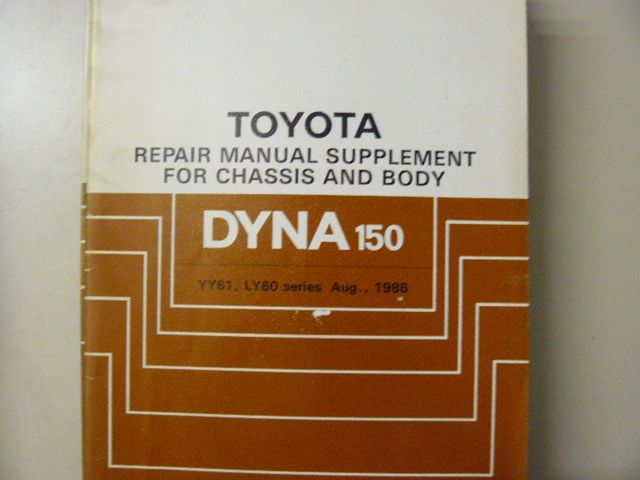 TOYOTA
REPAIR MANUAL SUPPLEMENT
FOR CHASSIS AND BODY
DYNA 150
YY61, LY60 series Aug., 1986